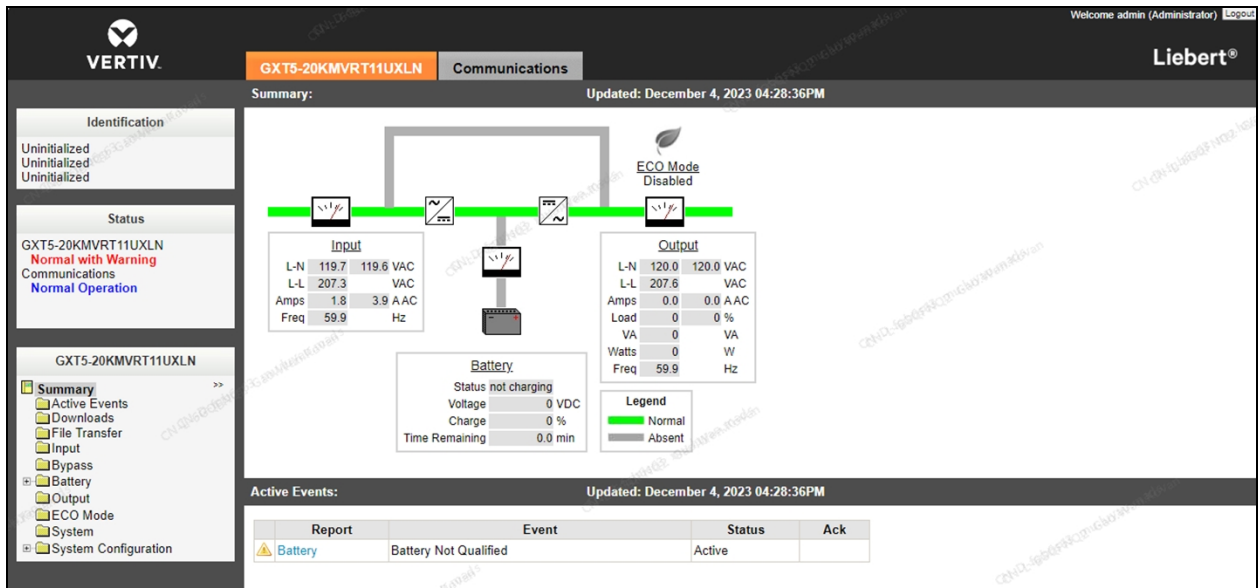 Welcome admin (Administrator) Logout
VERTIV.
Liebert®
GXT5-20KMVRT11UXLN Communications
Summary: Updated: December 4, 2023 04:28:36PM
Identification
Uninitialized
Uninitialized
Uninitialized
Status
GXT5-20KMVRT11UXLN
Normal with Warning
Communications
Normal Operation
GXT5-20KMVRT11UXLN
Summary >>
Active Events
Downloads
File Transfer
Input
Bypass
Battery
Output
ECO Mode
System
System Configuration
ECO Mode
Disabled
Input
L-N 119.7 119.6 VAC
L-L 207.3 VAC
Amps 1.8 3.9 A AC
Freq 59.9 Hz
Output
L-N 120.0 120.0 VAC
L-L 207.6 VAC
Amps 0.0 0.0 A AC
Load 0 0 %
VA 0 VA
Watts 0 W
Freq 59.9 Hz
Battery
Status not charging
Voltage 0 VDC
Charge 0 %
Time Remaining 0.0 min
Legend
Normal
Absent
Active Events: Updated: December 4, 2023 04:28:36PM
Report Event Status Ack
Battery Battery Not Qualified Active